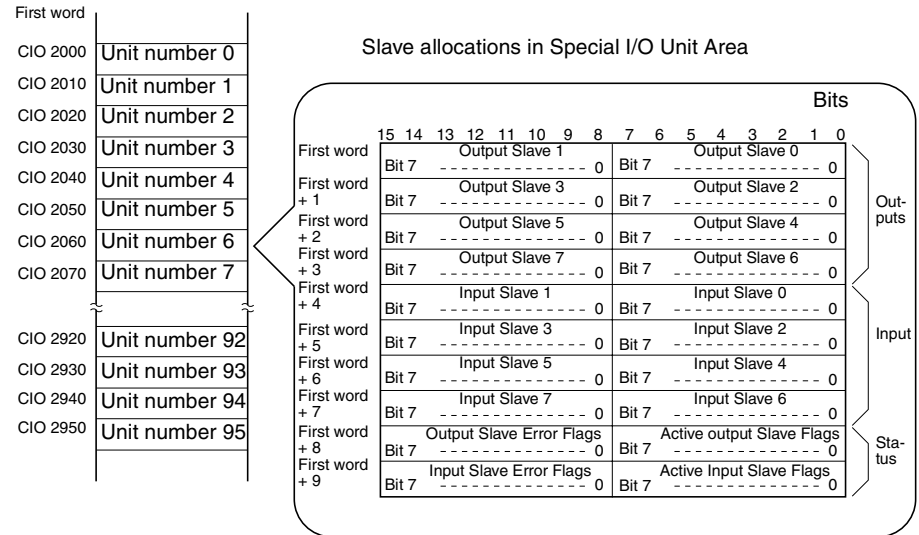 First word
CIO 2000 Unit number 0
CIO 2010 Unit number 1
CIO 2020 Unit number 2
CIO 2030 Unit number 3
CIO 2040 Unit number 4
CIO 2050 Unit number 5
CIO 2060 Unit number 6
CIO 2070 Unit number 7
CIO 2920 Unit number 92
CIO 2930 Unit number 93
CIO 2940 Unit number 94
CIO 2950 Unit number 95
Slave allocations in Special I/O Unit Area
Bits
15 14 13 12 11 10 9 8 7 6 5 4 3 2 1 0
First word Output Slave 1 Output Slave 0
Bit 7 - - - - - - - - - - - - - - 0 Bit 7 - - - - - - - - - - - - - - 0
First word + 1 Output Slave 3 Output Slave 2
Bit 7 - - - - - - - - - - - - - - 0 Bit 7 - - - - - - - - - - - - - - 0
First word + 2 Output Slave 5 Output Slave 4
Bit 7 - - - - - - - - - - - - - - 0 Bit 7 - - - - - - - - - - - - - - 0
First word + 3 Output Slave 7 Output Slave 6
Bit 7 - - - - - - - - - - - - - - 0 Bit 7 - - - - - - - - - - - - - - 0
Out-
puts
First word + 4 Input Slave 1 Input Slave 0
Bit 7 - - - - - - - - - - - - - - 0 Bit 7 - - - - - - - - - - - - - - 0
First word + 5 Input Slave 3 Input Slave 2
Bit 7 - - - - - - - - - - - - - - 0 Bit 7 - - - - - - - - - - - - - - 0
First word + 6 Input Slave 5 Input Slave 4
Bit 7 - - - - - - - - - - - - - - 0 Bit 7 - - - - - - - - - - - - - - 0
First word + 7 Input Slave 7 Input Slave 6
Bit 7 - - - - - - - - - - - - - - 0 Bit 7 - - - - - - - - - - - - - - 0
Input
First word + 8 Output Slave Error Flags Active output Slave Flags
Bit 7 - - - - - - - - - - - - - - 0 Bit 7 - - - - - - - - - - - - - - 0
First word + 9 Input Slave Error Flags Active Input Slave Flags
Bit 7 - - - - - - - - - - - - - - 0 Bit 7 - - - - - - - - - - - - - - 0
Sta-
tus